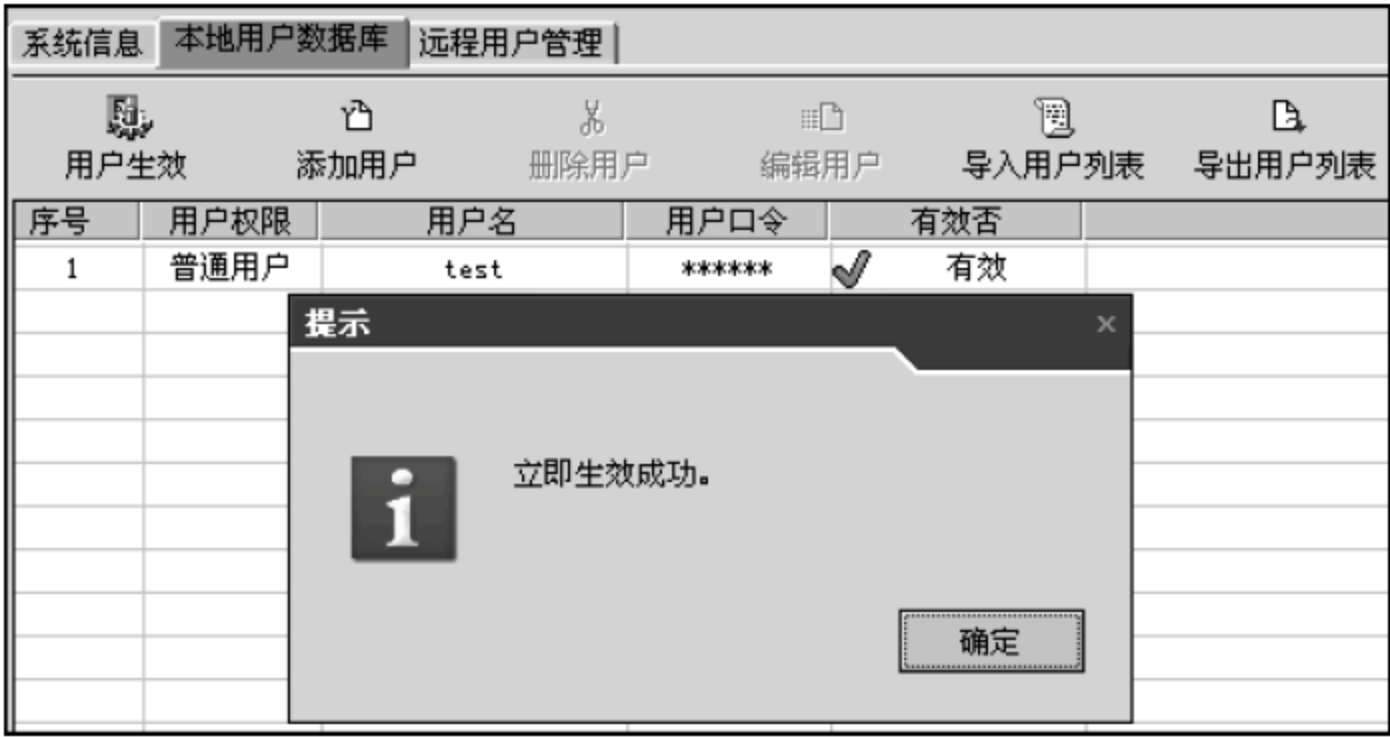 系统信息 本地用户数据库 远程用户管理
用户生效 添加用户 删除用户 编辑用户 导入用户列表 导出用户列表
序号 用户权限 用户名 用户口令 有效否
1 普通用户 test ****** 有效
提示
立即生效成功。
确定